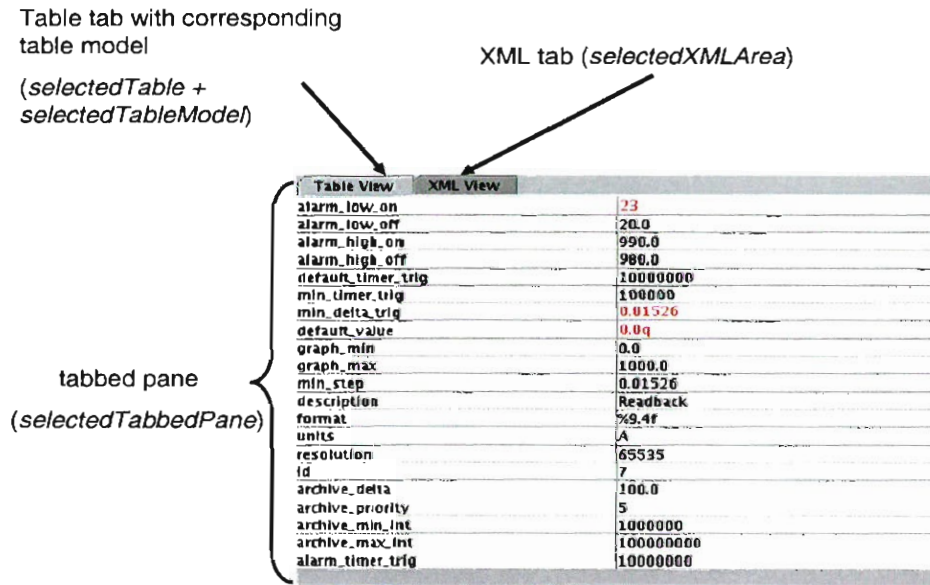 Table tab with corresponding
table model
(selectedTable +
selectedTableModel)
XML tab (selectedXMLArea)
Table View XML View
alarm_low_on 23
alarm_low_off 20.0
alarm_high_on 990.0
alarm_high_off 980.0
default_timer_trig 10000000
min_timer_trig 100000
min_delta_trig 0.01526
default_value 0.0q
graph_min 0.0
graph_max 1000.0
min_step 0.01526
description Readback
format %9.4f
units A
resolution 65535
id 7
archive_delta 100.0
archive_priority 5
archive_min_int 1000000
archive_max_int 100000000
alarm_timer_trig 10000000
tabbed pane
(selectedTabbedPane)